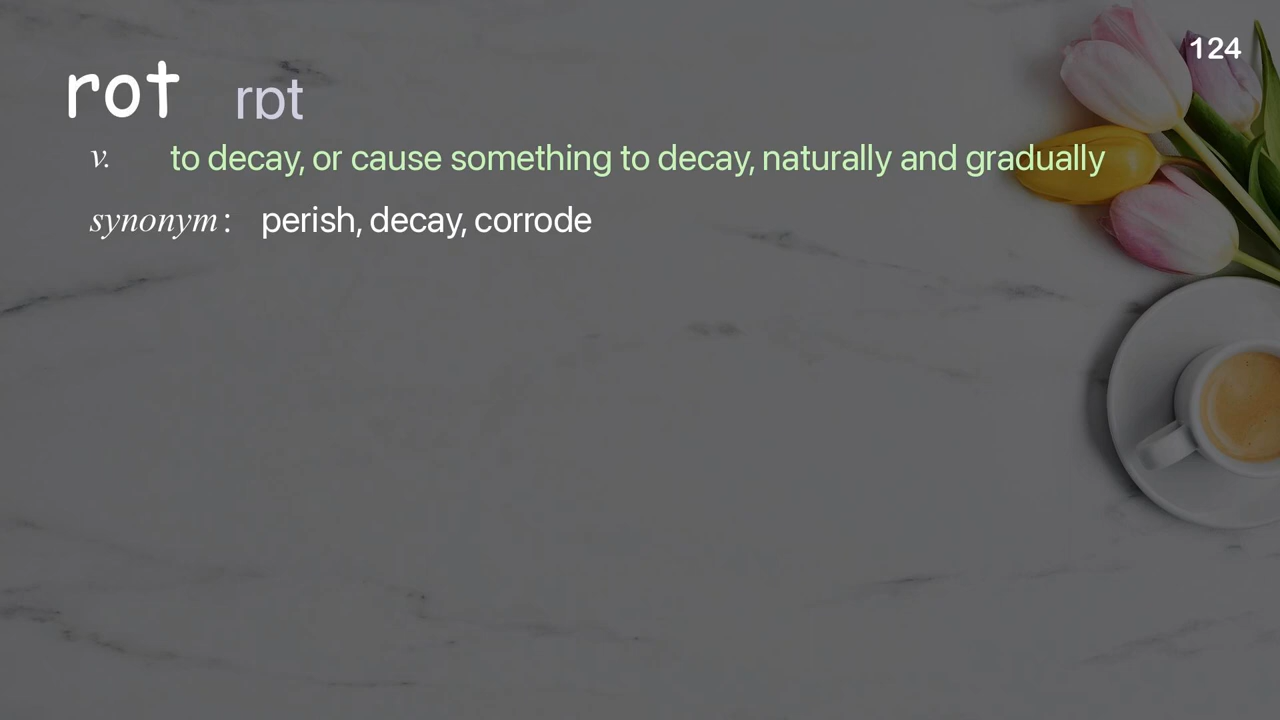 124
rot rɒt
v. to decay, or cause something to decay, naturally and gradually
synonym: perish, decay, corrode